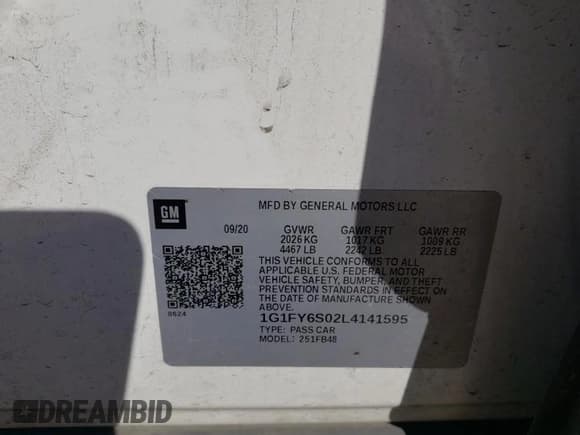 GM
MFD BY GENERAL MOTORS LLC
09/20 GVWR GAWR FRT GAWR RR
2026 KG 1017 KG 1009 KG
4467 LB 2242 LB 2225 LB
THIS VEHICLE CONFORMS TO ALL
APPLICABLE U.S. FEDERAL MOTOR
VEHICLE SAFETY, BUMPER, AND THEFT
PREVENTION STANDARDS IN EFFECT ON
THE DATE OF MANUFACTURE SHOWN
ABOVE.
8624
1G1FY6S02L4141595
TYPE: PASS CAR
MODEL: 251FB48
DREAMBID